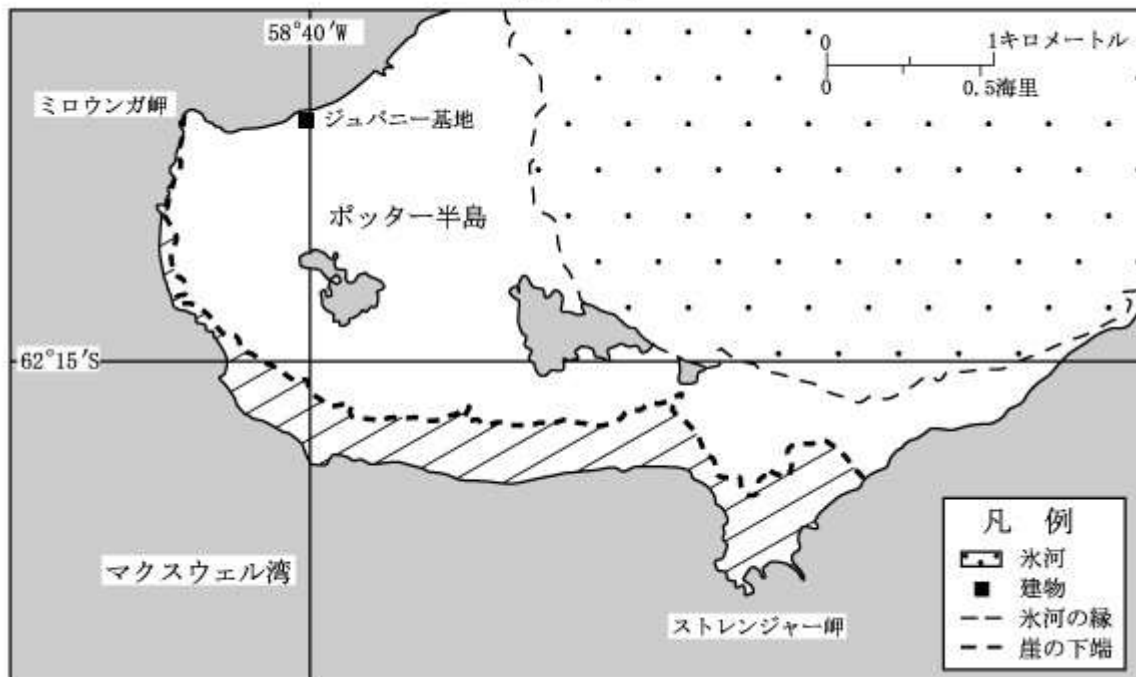 58°40′W
0
1キロメートル
0
0.5海里
ミロウンガ岬
ジュバニー基地
ポッター半島
62°15′S
マクスウェル湾
ストレンジャー岬
凡 例
氷河
建物
氷河の縁
崖の下端